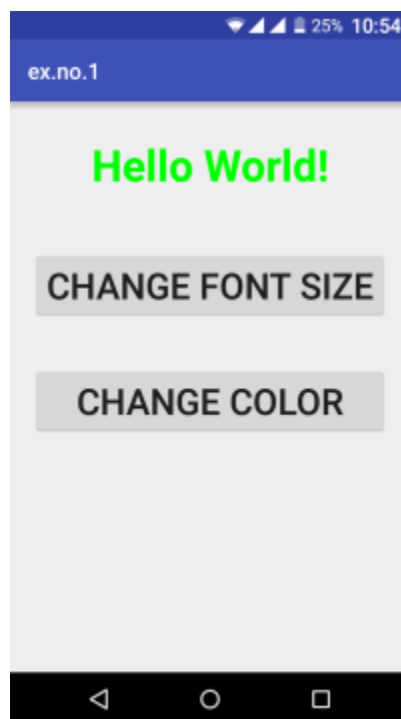 25% 10:54
ex.no.1
Hello World!
CHANGE FONT SIZE
CHANGE COLOR